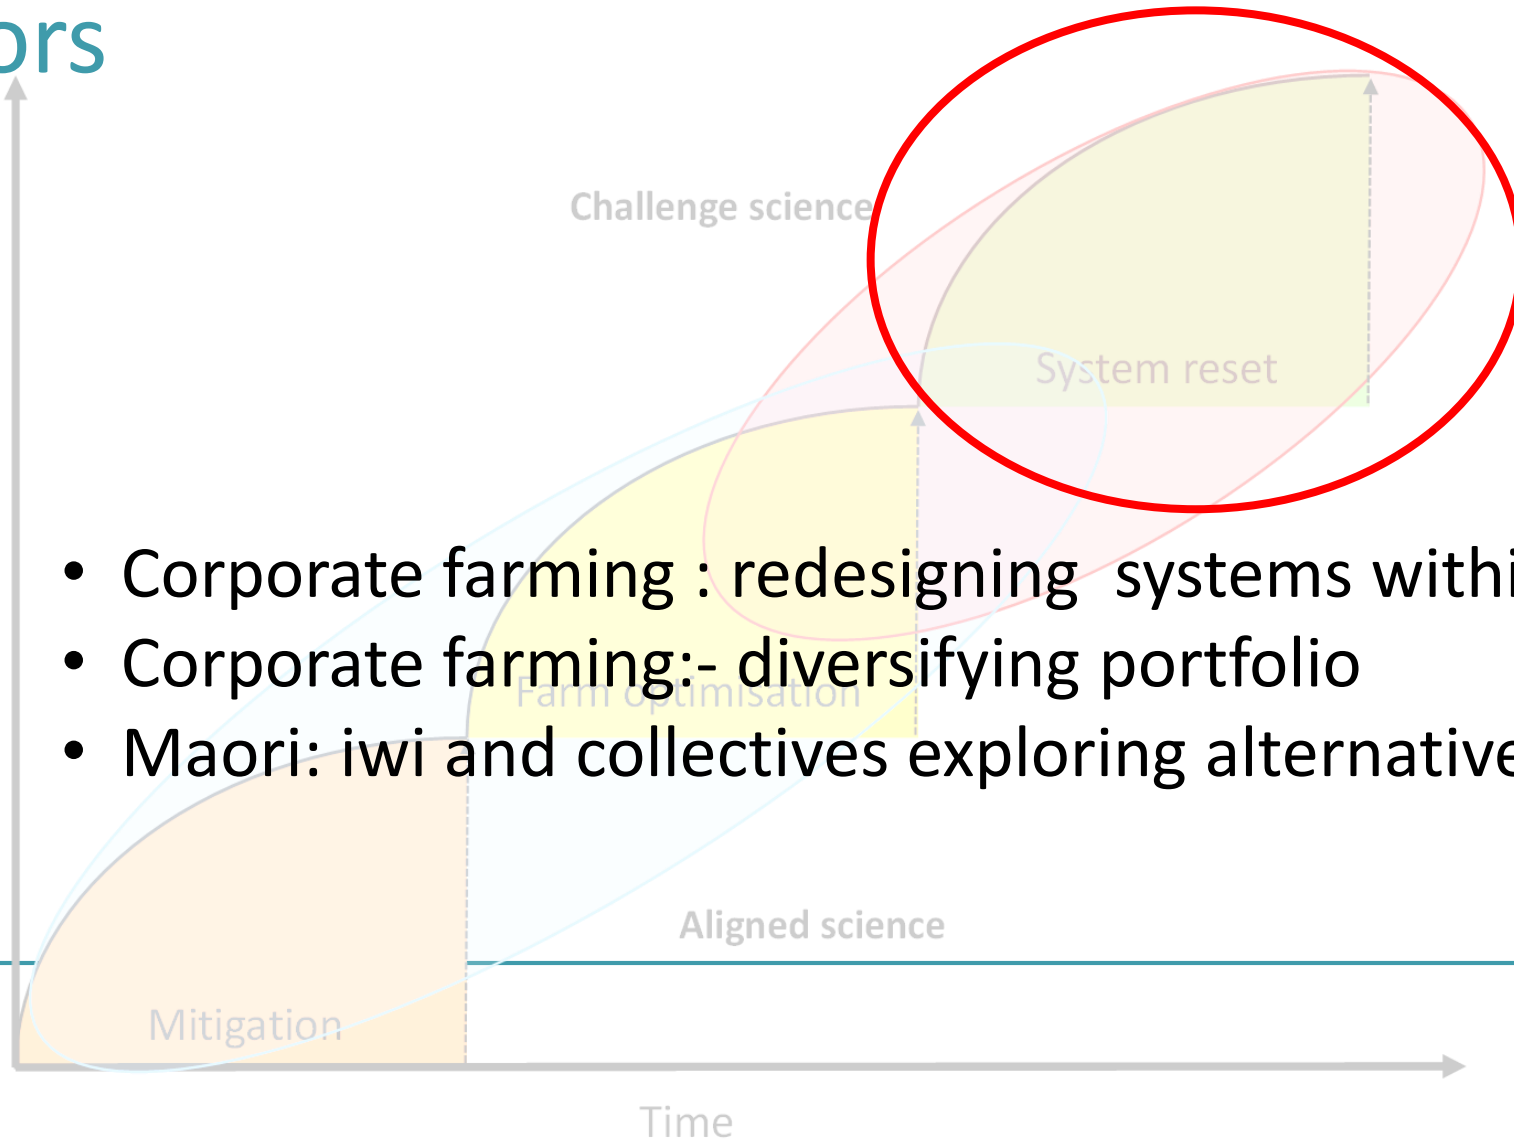 ors
Challenge science
System reset
• Corporate farming : redesigning  systems withi
• Corporate farming:- diversifying portfolio
Farm optimisation
• Maori: iwi and collectives exploring alternative
Aligned science
Mitigation
Time